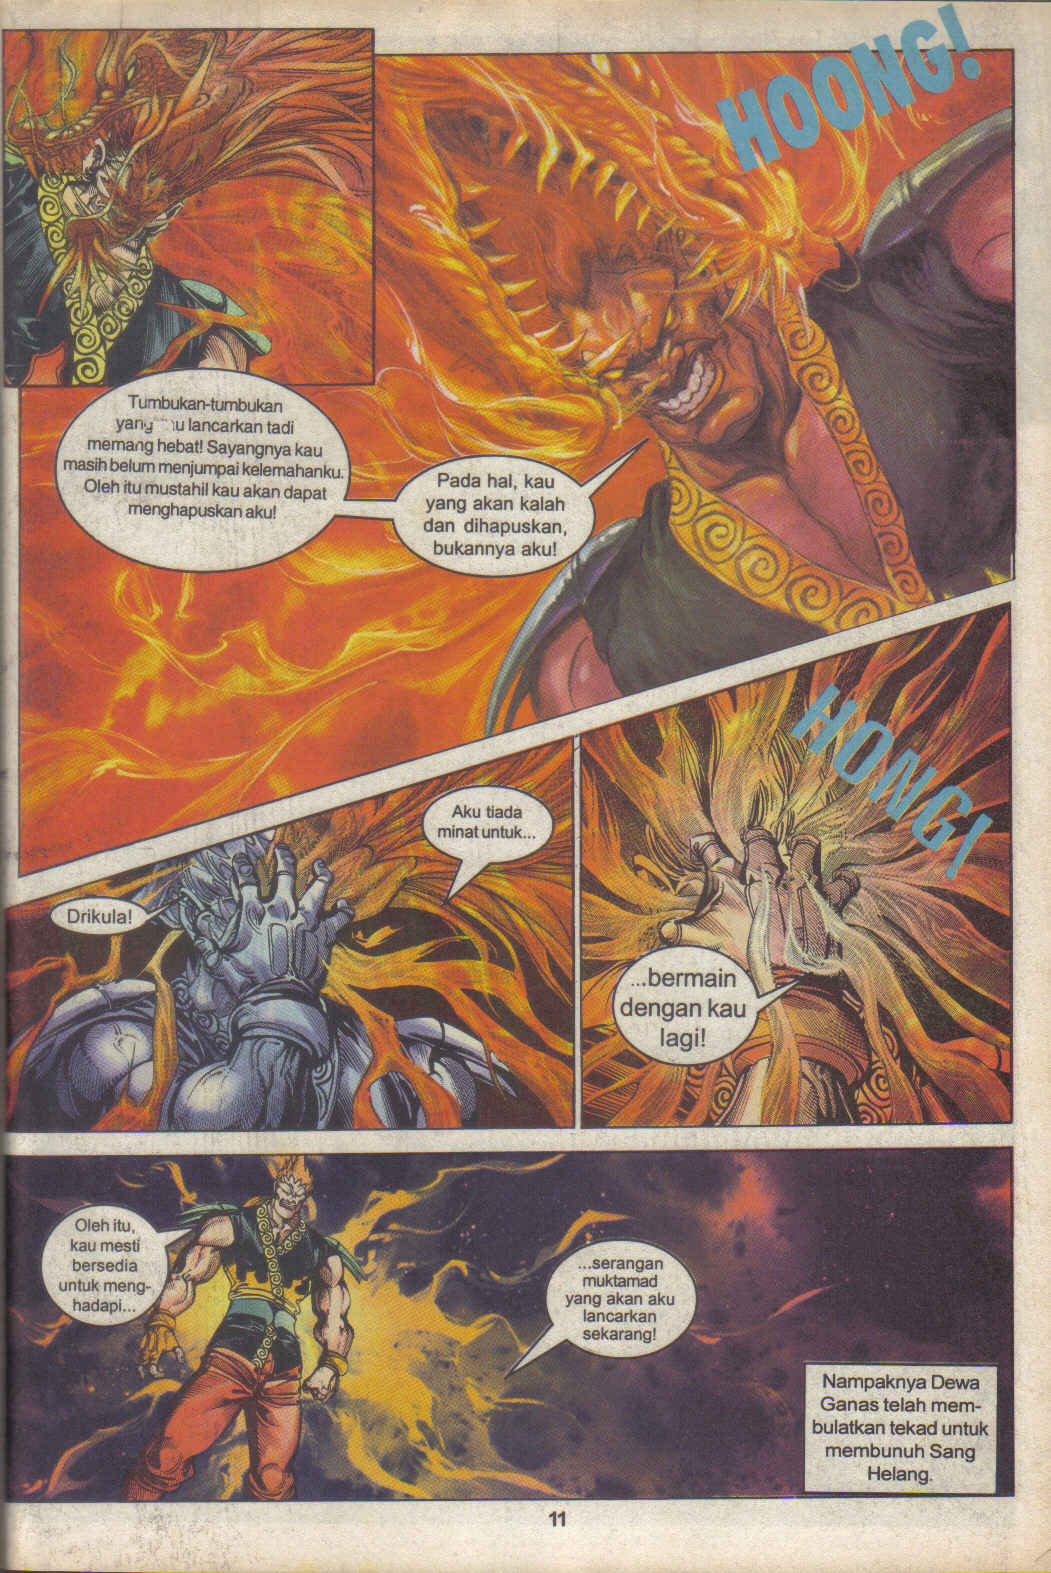 HOONG!
Tumbukan-tumbukan
yang kau lancarkan tadi
memang hebat! Sayangnya kau
masih belum menjumpai kelemahanku.
Oleh itu mustahil kau akan dapat
menghapuskan aku!
Pada hal, kau
yang akan kalah
dan dihapuskan,
bukannya aku!
Drikula!
Aku tiada
minat untuk...
HONG!
...bermain
dengan kau
lagi!
Oleh itu,
kau mesti
bersedia
untuk meng-
hadapi...
...serangan
muktamad
yang akan aku
lancarkan
sekarang!
Nampaknya Dewa
Ganas telah mem-
bulatkan tekad untuk
membunuh Sang
Helang.
11